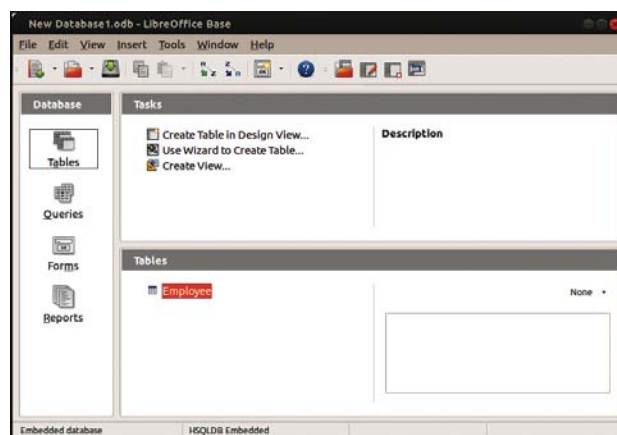 New Database1.odb - LibreOffice Base
File Edit View Insert Tools Window Help
Database
Tables
Queries
Forms
Reports
Tasks
Create Table in Design View...
Use Wizard to Create Table...
Create View...
Description
Tables
Employee
None
Embedded database HSQLDB Embedded